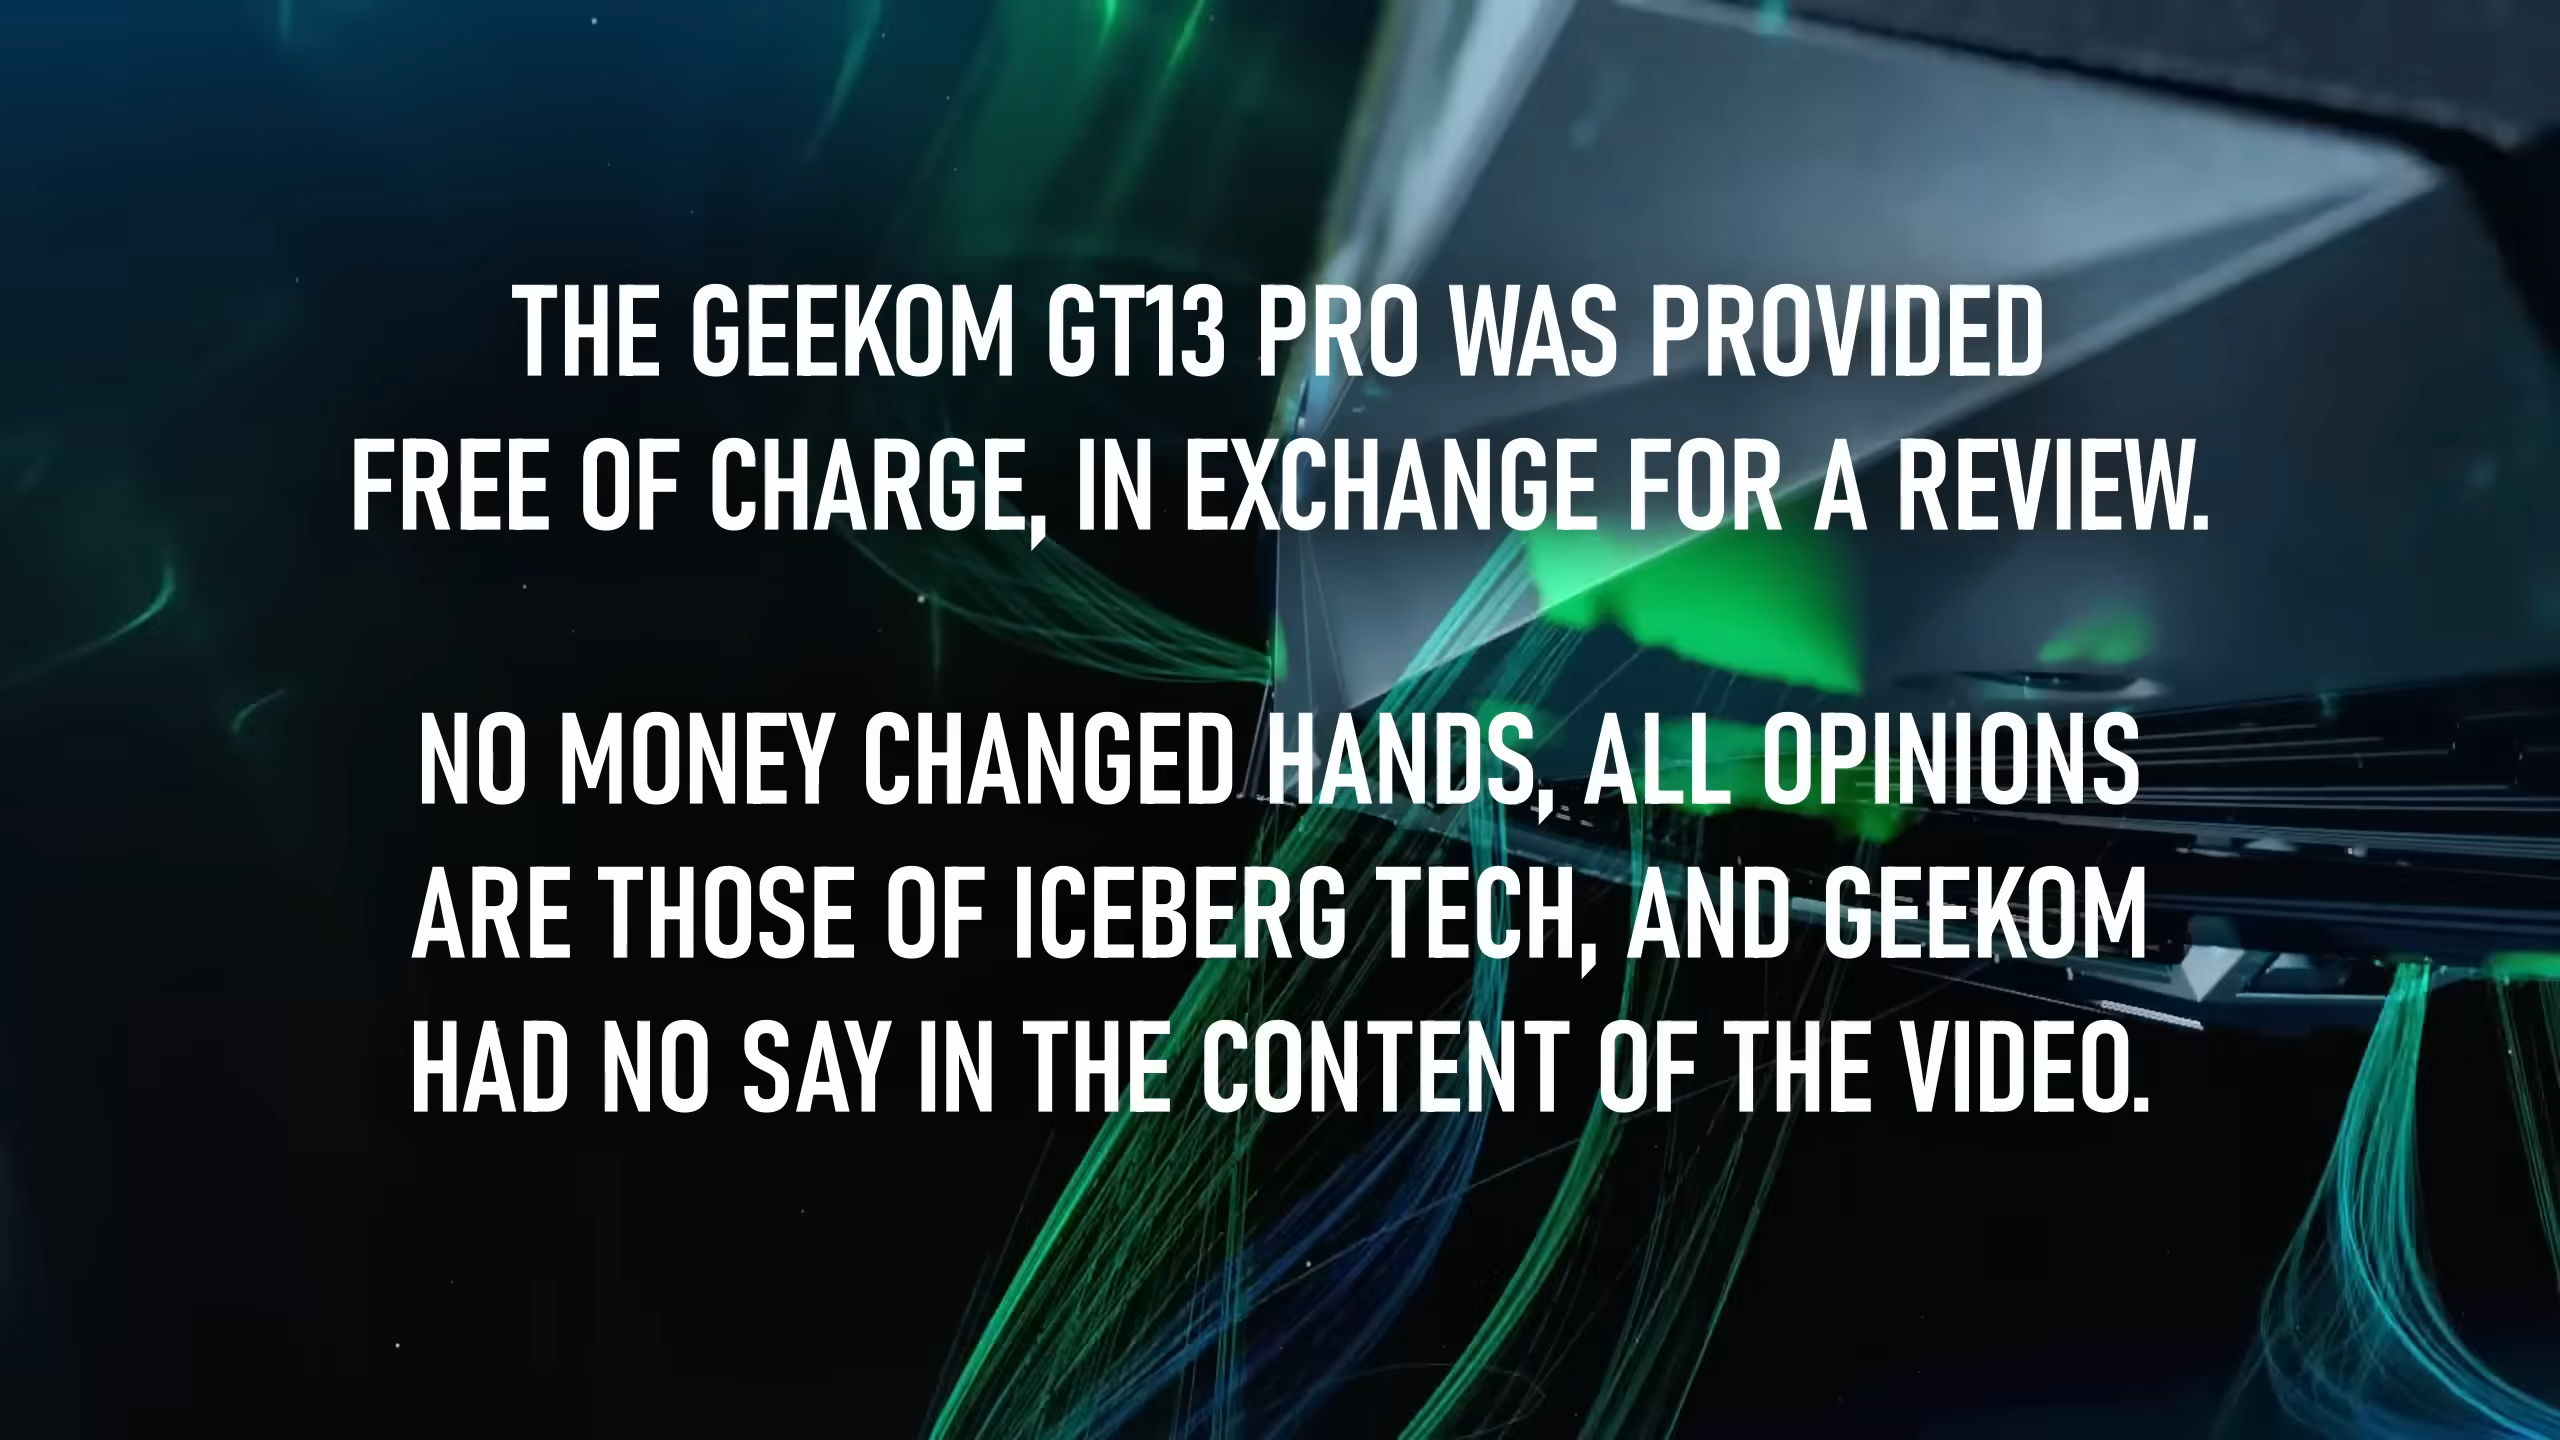 THE GEEKOM GT13 PRO WAS PROVIDED
FREE OF CHARGE, IN EXCHANGE FOR A REVIEW.
NO MONEY CHANGED HANDS, ALL OPINIONS
ARE THOSE OF ICEBERG TECH, AND GEEKOM
HAD NO SAY IN THE CONTENT OF THE VIDEO.